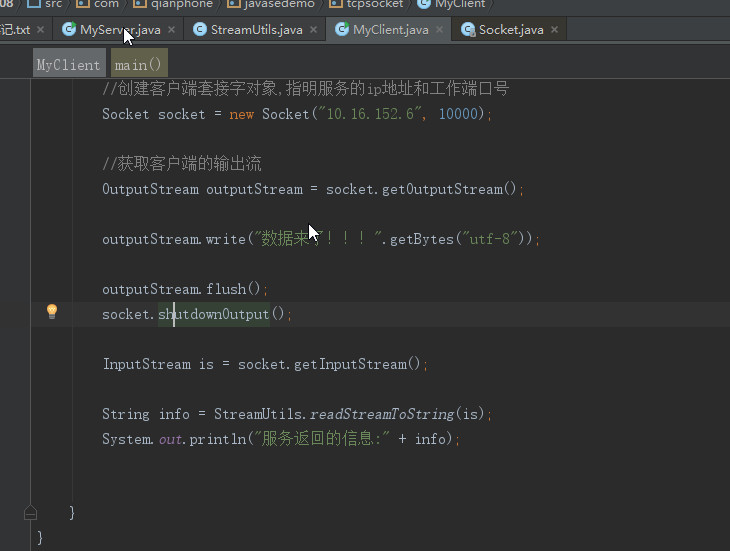 08 src com qianphone javasedemo tcpsocket MyClient
记.txt MyServer.java StreamUtils.java MyClient.java Socket.java
MyClient main()
//创建客户端套接字对象,指明服务的ip地址和工作端口号
Socket socket = new Socket("10.16.152.6", 10000);
//获取客户端的输出流
OutputStream outputStream = socket.getOutputStream();
outputStream.write("数据来了！！！".getBytes("utf-8"));
outputStream.flush();
socket.shutdownOutput();
InputStream is = socket.getInputStream();
String info = StreamUtils.readStreamToString(is);
System.out.println("服务返回的信息:" + info);
}
}